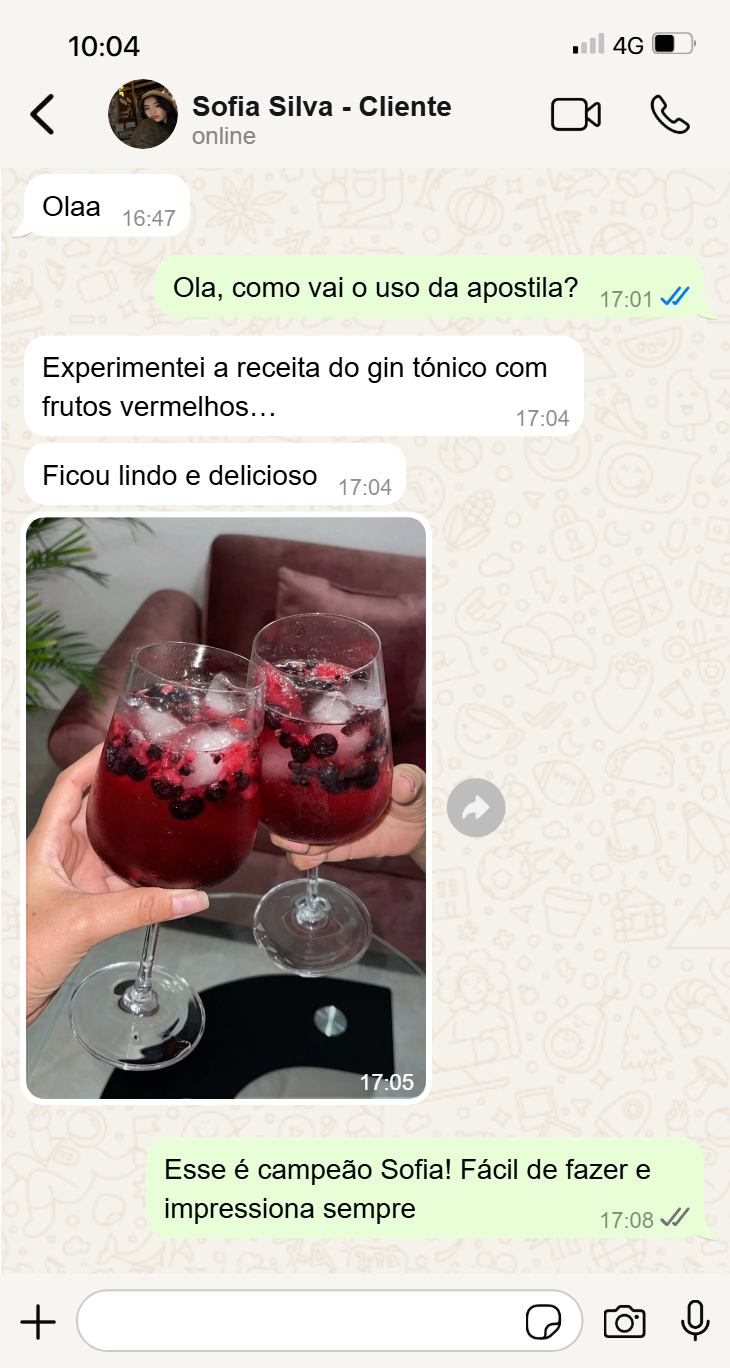 10:04
4G
Sofia Silva - Cliente
online
Olaa 16:47
Ola, como vai o uso da apostila? 17:01
Experimentei a receita do gin tónico com
frutos vermelhos… 17:04
Ficou lindo e delicioso 17:04
17:05
Esse é campeão Sofia! Fácil de fazer e
impressiona sempre 17:08